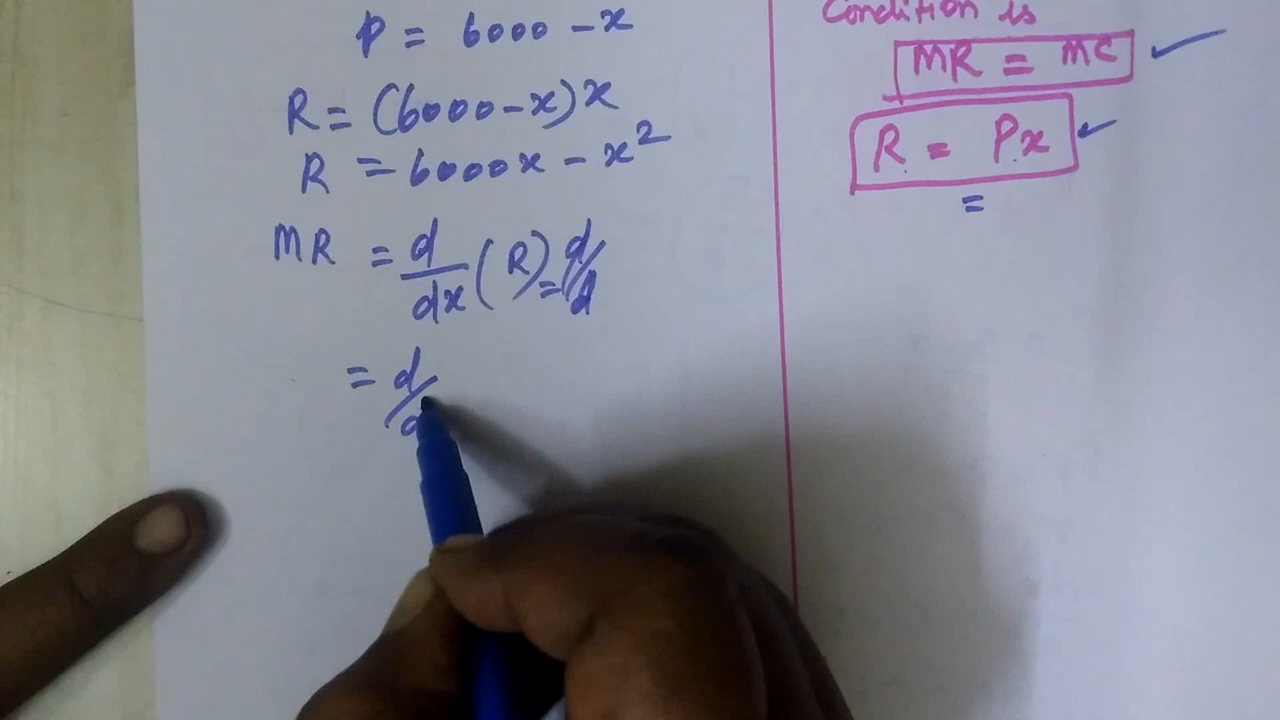 P = 6000 - x
R = (6000 - x) x
R = 6000x - x²
MR = d/dx (R) = d/d
= d/d
Condition is
MR = MC
R = Px
=